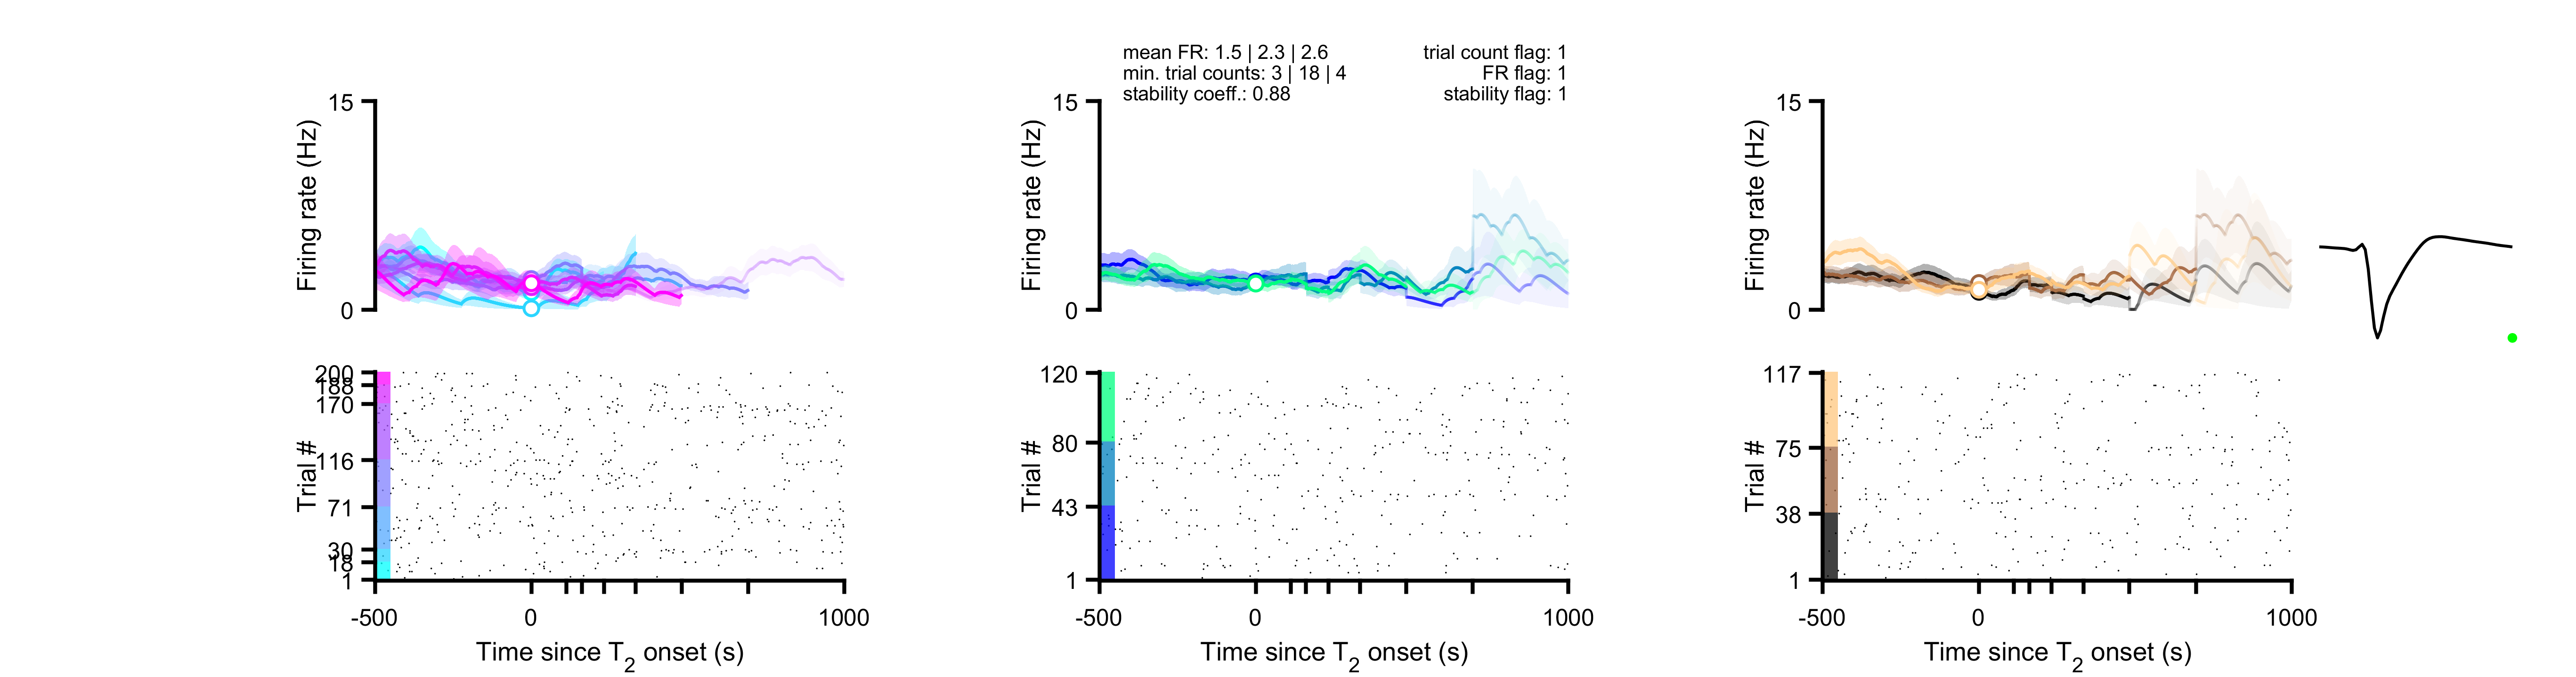 mean FR: 1.5 | 2.3 | 2.6
min. trial counts: 3 | 18 | 4
stability coeff.: 0.88
trial count flag: 1
FR flag: 1
stability flag: 1
15
Firing rate (Hz)
0
15
Firing rate (Hz)
0
15
Firing rate (Hz)
0
200
188
170
116
71
30
18
1
Trial #
-500
0
1000
Time since T2 onset (s)
120
80
43
1
Trial #
-500
0
1000
Time since T2 onset (s)
117
75
38
1
Trial #
-500
0
1000
Time since T2 onset (s)